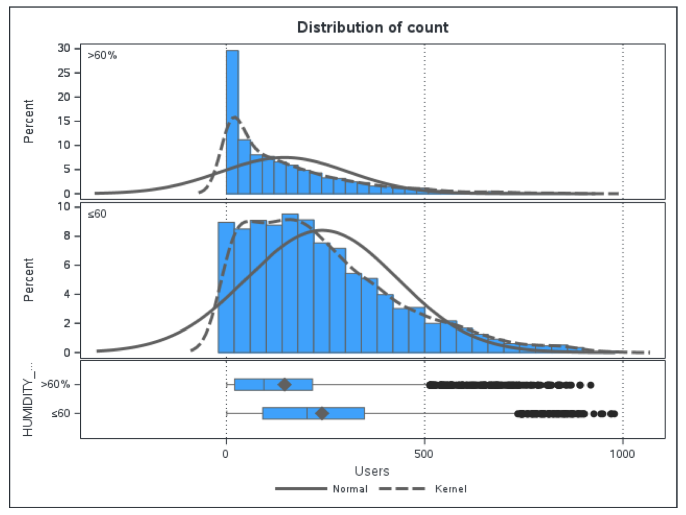 Distribution of count
30
25
20
15
10
5
0
Percent
>60%
10
8
6
4
2
0
Percent
≤60
HUMIDITY_...
>60%
≤60
0 500 1000
Users
Normal Kernel